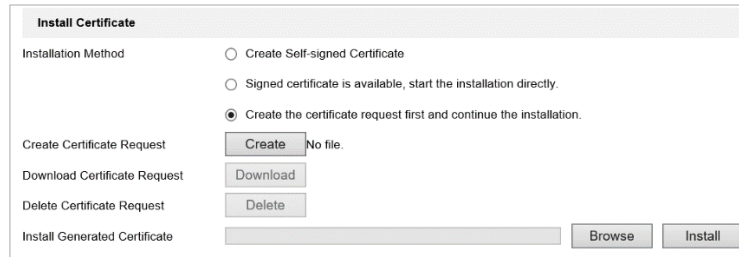 Install Certificate
Installation Method
Create Self-signed Certificate
Signed certificate is available, start the installation directly.
Create the certificate request first and continue the installation.
Create Certificate Request Create No file.
Download Certificate Request Download
Delete Certificate Request Delete
Install Generated Certificate Browse Install